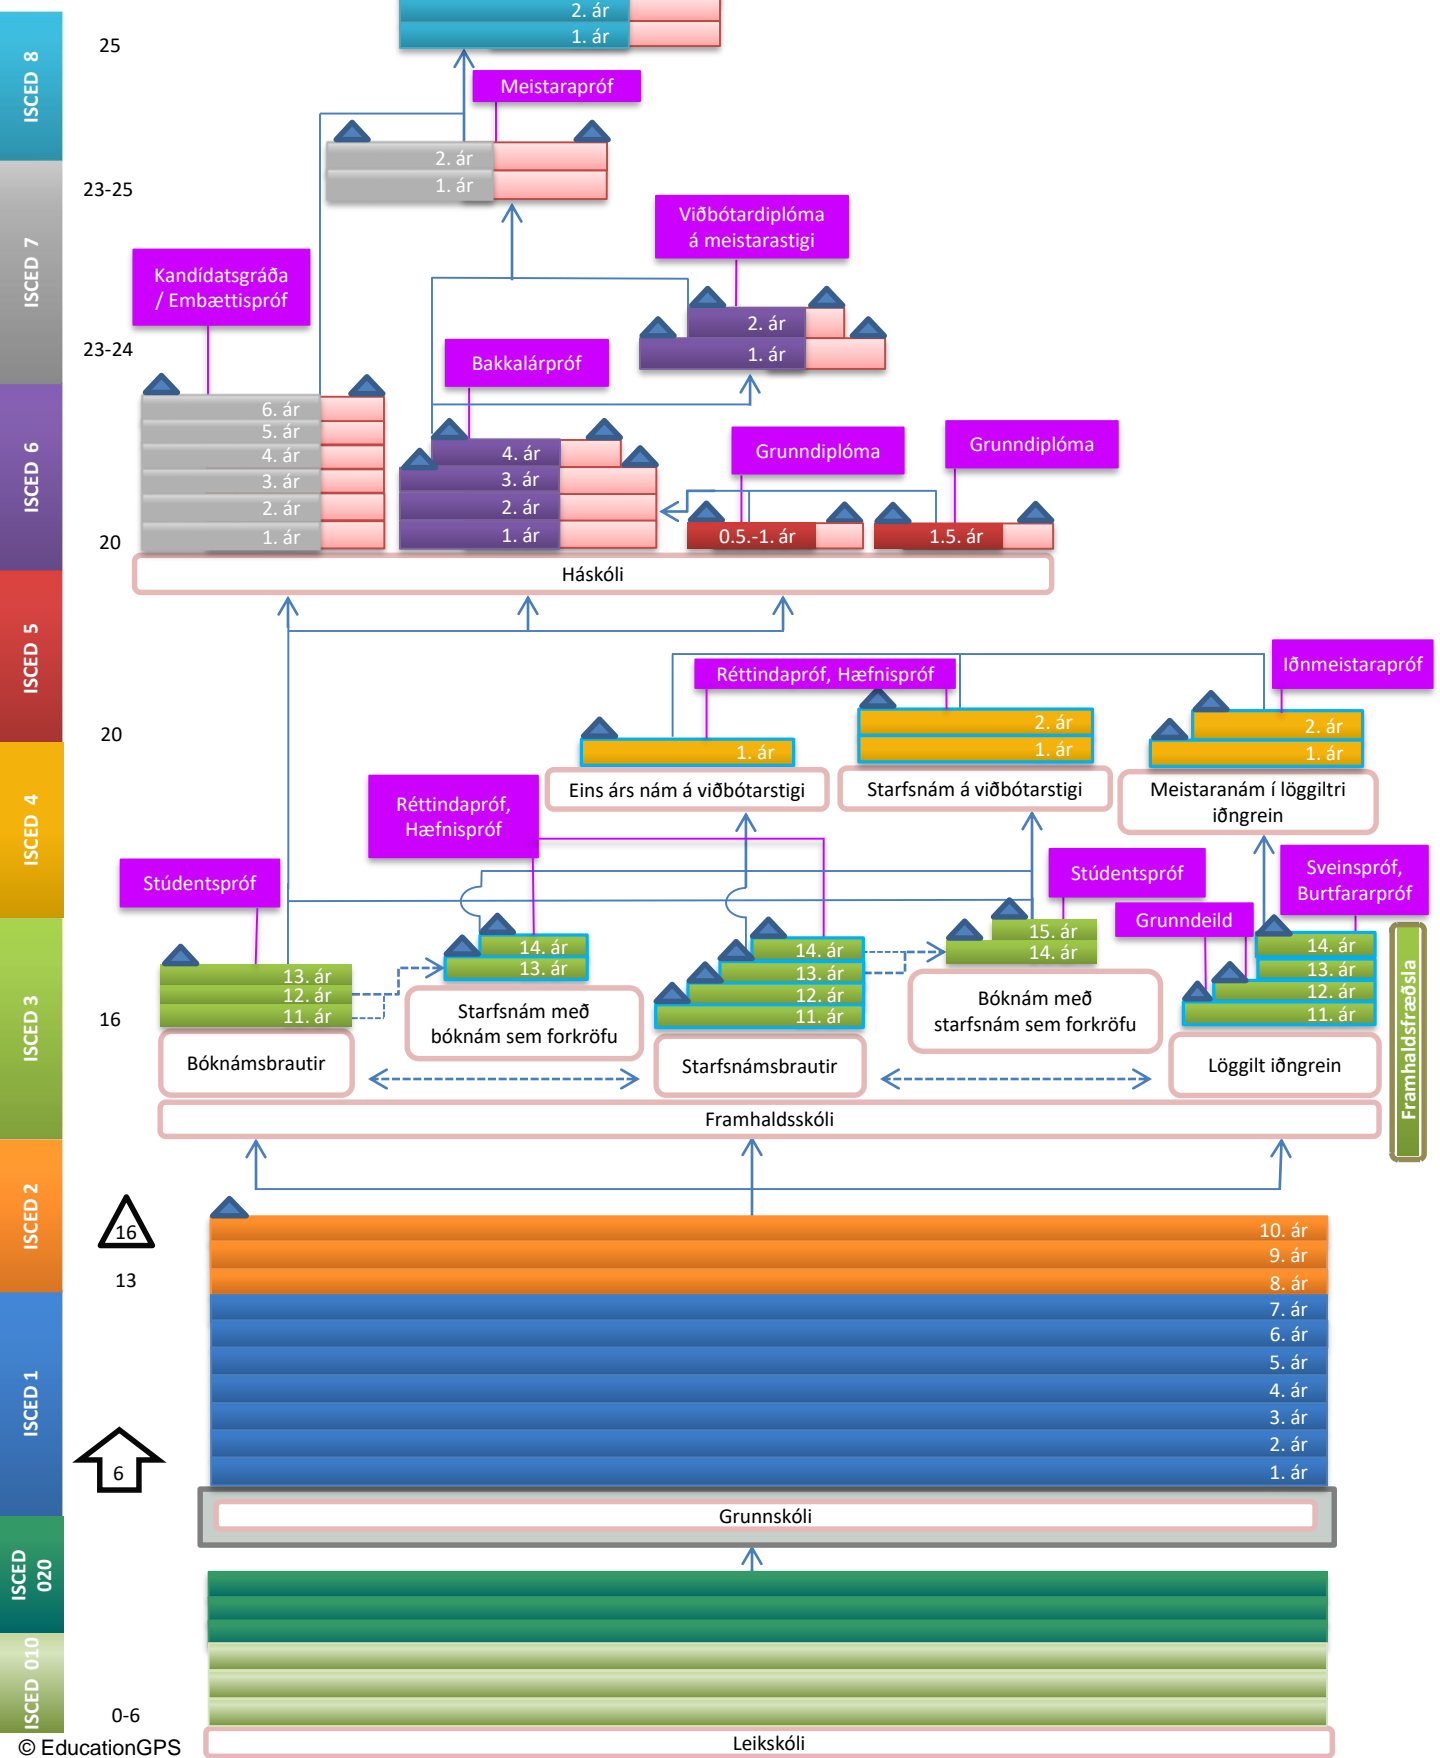 2. ár
1. ár
25
ISCED 8
Meistarapróf
2. ár
1. ár
23-25
Viðbótardiplóma
á meistarastigi
ISCED 7
Kandídatsgráða
/ Embættispróf
2. ár
1. ár
23-24
Bakkalárpróf
6. ár
5. ár
4. ár
3. ár
2. ár
1. ár
4. ár
3. ár
2. ár
1. ár
Grunndiplóma
Grunndiplóma
ISCED 6
0.5.-1. ár
1.5. ár
20
Háskóli
ISCED 5
Réttindapróf, Hæfnispróf
Iðnmeistarapróf
20
1. ár
2. ár
1. ár
2. ár
1. ár
Eins árs nám á viðbótarstigi
Starfsnám á viðbótarstigi
Meistaranám í löggiltri
iðngrein
ISCED 4
Réttindapróf,
Hæfnispróf
Stúdentspróf
Stúdentspróf
Sveinspróf,
Burtfararpróf
Grunndeild
13. ár
12. ár
11. ár
14. ár
13. ár
14. ár
13. ár
12. ár
11. ár
15. ár
14. ár
14. ár
13. ár
12. ár
11. ár
ISCED 3
16
Bóknámsbrautir
Starfsnám með
bóknám sem forkröfu
Starfsnámsbrautir
Bóknám með
starfsnám sem forkröfu
Löggilt iðngrein
Framhaldsfræðsla
Framhaldsskóli
ISCED 2
16
13
10. ár
9. ár
8. ár
7. ár
6. ár
5. ár
4. ár
3. ár
2. ár
1. ár
ISCED 1
6
Grunnskóli
ISCED
020
ISCED 010
0-6
Leikskóli
© EducationGPS